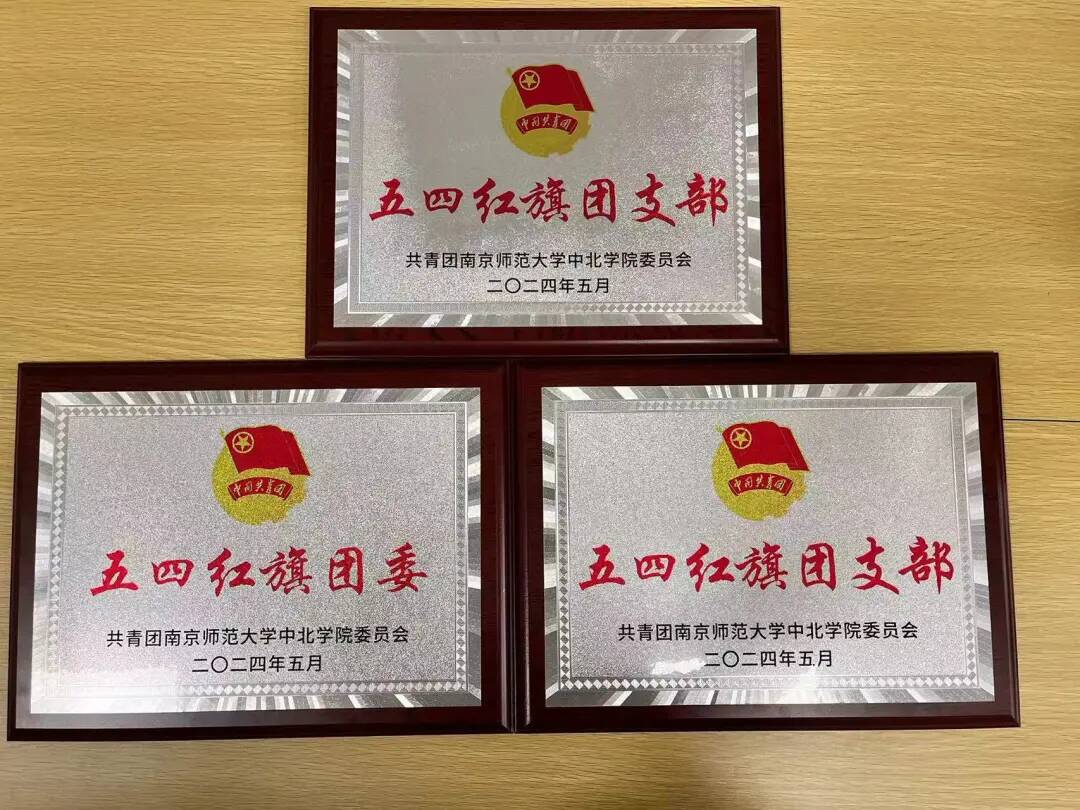 中国共青团
五四红旗团支部
共青团南京师范大学中北学院委员会
二〇二四年五月
中国共青团
五四红旗团委
共青团南京师范大学中北学院委员会
二〇二四年五月
中国共青团
五四红旗团支部
共青团南京师范大学中北学院委员会
二〇二四年五月